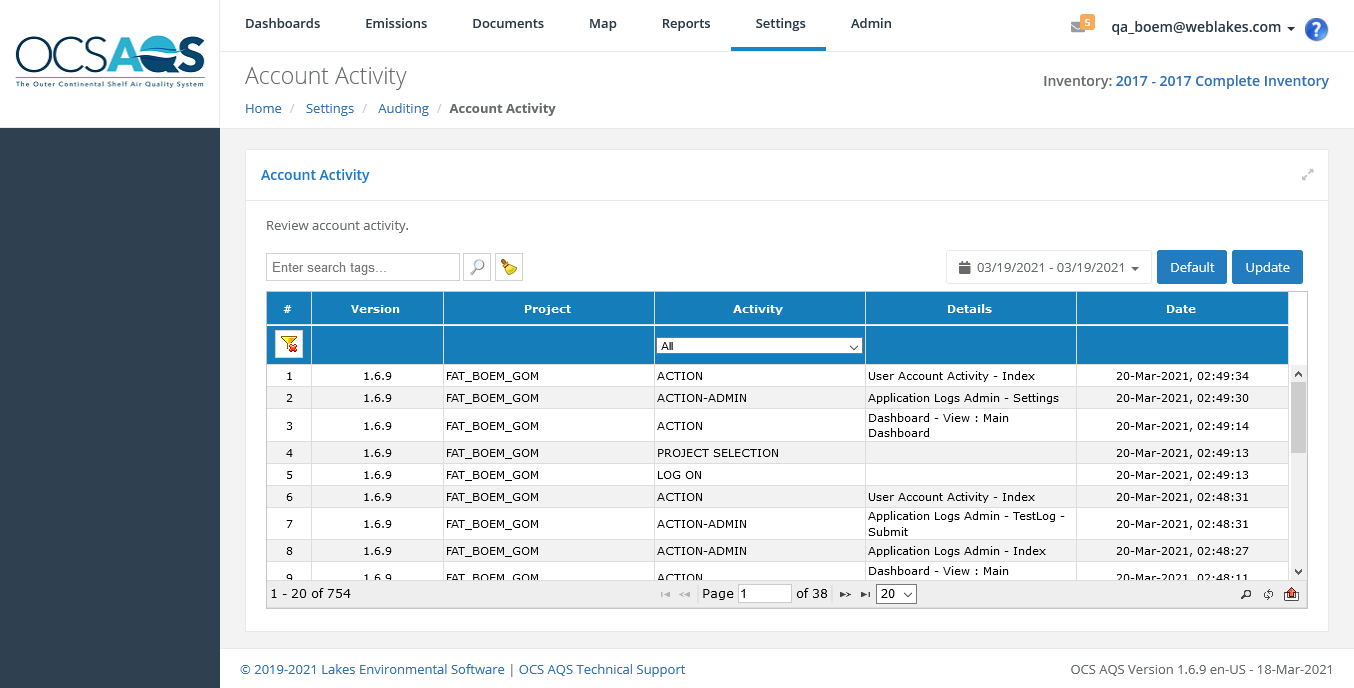 OCSAQS
The Outer Continental Shelf Air Quality System
Dashboards Emissions Documents Map Reports Settings Admin
5 qa_boem@weblakes.com ?
Account Activity
Inventory: 2017 - 2017 Complete Inventory
Home / Settings / Auditing / Account Activity
Account Activity
Review account activity.
Enter search tags...
03/19/2021 - 03/19/2021 Default Update
# Version Project Activity Details Date
All
1 1.6.9 FAT_BOEM_GOM ACTION User Account Activity - Index 20-Mar-2021, 02:49:34
2 1.6.9 FAT_BOEM_GOM ACTION-ADMIN Application Logs Admin - Settings 20-Mar-2021, 02:49:30
3 1.6.9 FAT_BOEM_GOM ACTION Dashboard - View : Main
Dashboard 20-Mar-2021, 02:49:14
4 1.6.9 FAT_BOEM_GOM PROJECT SELECTION 20-Mar-2021, 02:49:13
5 1.6.9 FAT_BOEM_GOM LOG ON 20-Mar-2021, 02:49:13
6 1.6.9 FAT_BOEM_GOM ACTION User Account Activity - Index 20-Mar-2021, 02:48:31
7 1.6.9 FAT_BOEM_GOM ACTION-ADMIN Application Logs Admin - TestLog -
Submit 20-Mar-2021, 02:48:31
8 1.6.9 FAT_BOEM_GOM ACTION-ADMIN Application Logs Admin - Index 20-Mar-2021, 02:48:27
9 1.6.9 FAT_BOEM_GOM ACTION Dashboard - View : Main 20-Mar-2021, 02:48:11
1 - 20 of 754 Page 1 of 38 20
© 2019-2021 Lakes Environmental Software | OCS AQS Technical Support
OCS AQS Version 1.6.9 en-US - 18-Mar-2021